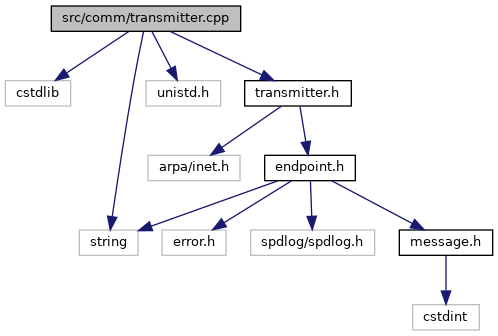 src/comm/transmitter.cpp
cstdlib
unistd.h
transmitter.h
arpa/inet.h
endpoint.h
string
error.h
spdlog/spdlog.h
message.h
cstdint